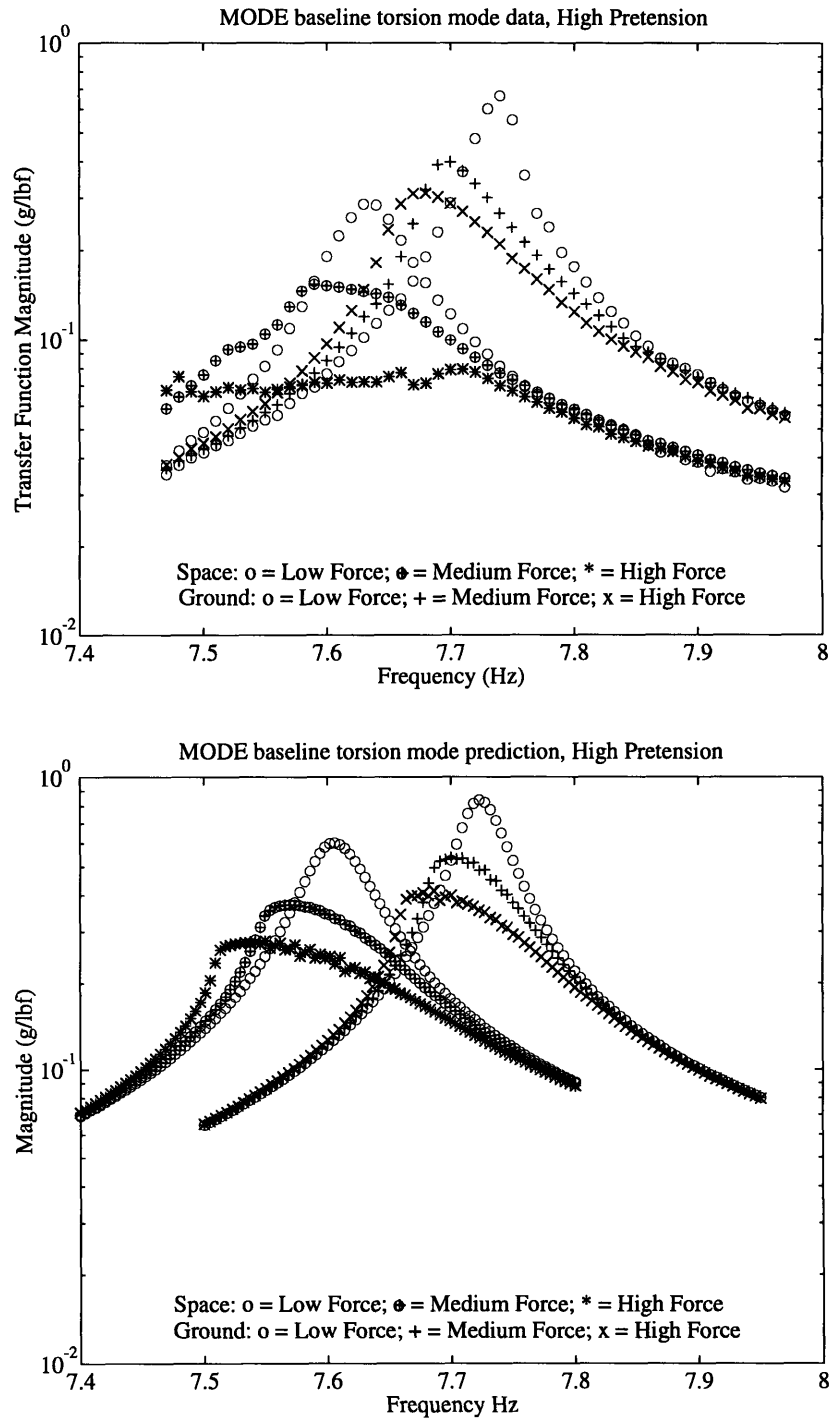 MODE baseline torsion mode data, High Pretension
10^0
10^-1
10^-2
Transfer Function Magnitude (g/lbf)
Space: o = Low Force; ⊕ = Medium Force; * = High Force
Ground: o = Low Force; + = Medium Force; x = High Force
7.4 7.5 7.6 7.7 7.8 7.9 8
Frequency (Hz)
MODE baseline torsion mode prediction, High Pretension
10^0
10^-1
10^-2
Magnitude (g/lbf)
Space: o = Low Force; ⊕ = Medium Force; * = High Force
Ground: o = Low Force; + = Medium Force; x = High Force
7.4 7.5 7.6 7.7 7.8 7.9 8
Frequency Hz